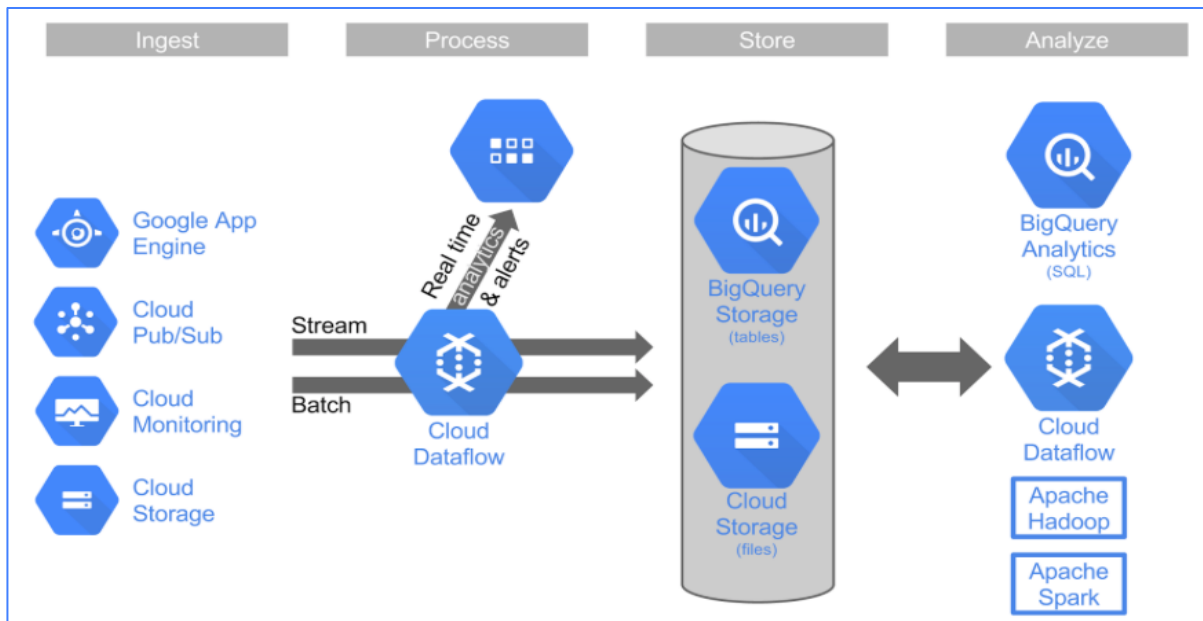 Ingest
Process
Store
Analyze
Google App
Engine
Cloud
Pub/Sub
Cloud
Monitoring
Cloud
Storage
Real time
analytics
& alerts
Stream
Batch
Cloud
Dataflow
BigQuery
Storage
(tables)
Cloud
Storage
(files)
BigQuery
Analytics
(SQL)
Cloud
Dataflow
Apache
Hadoop
Apache
Spark